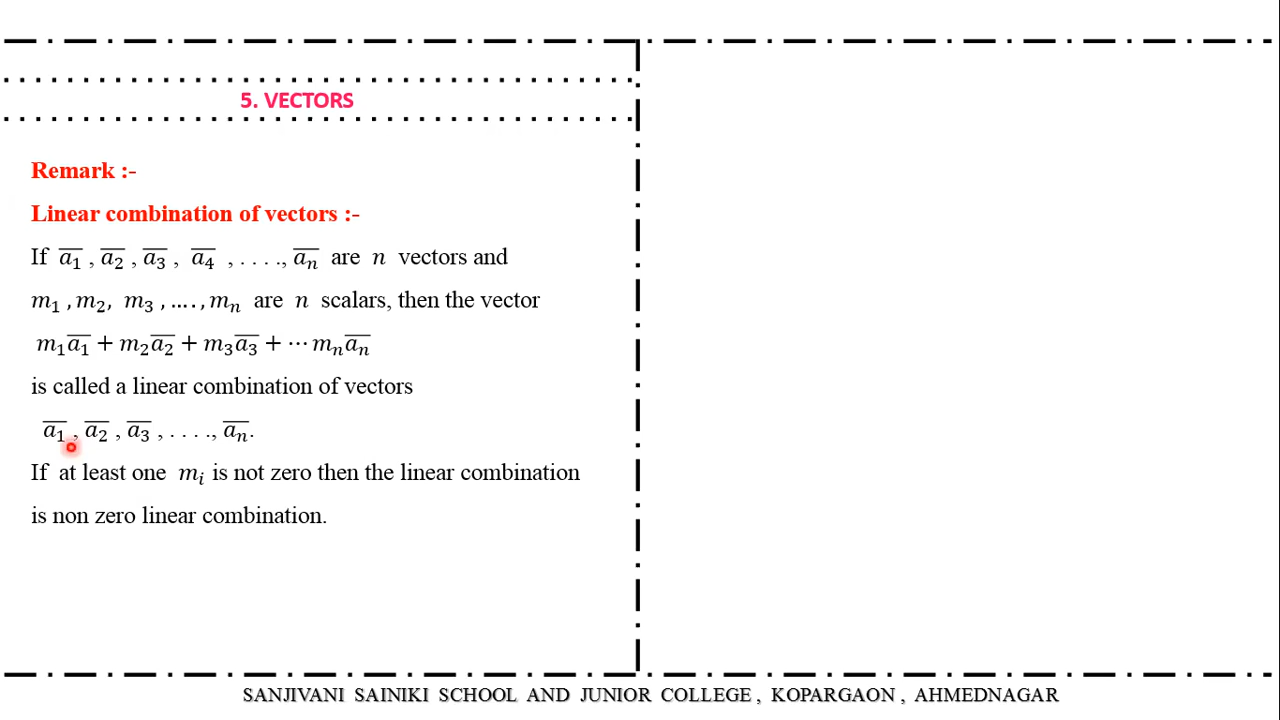 5. VECTORS
Remark :-
Linear combination of vectors :-
If a̅₁ , a̅₂ , a̅₃ , a̅₄ , . . . ., a̅ₙ are n vectors and
m₁ , m₂, m₃ , …. , mₙ are n scalars, then the vector
m₁a̅₁ + m₂a̅₂ + m₃a̅₃ + ⋯ mₙa̅ₙ
is called a linear combination of vectors
a̅₁ , a̅₂ , a̅₃ , . . . ., a̅ₙ.
If at least one mᵢ is not zero then the linear combination
is non zero linear combination.
SANJIVANI SAINIKI SCHOOL AND JUNIOR COLLEGE , KOPARGAON , AHMEDNAGAR